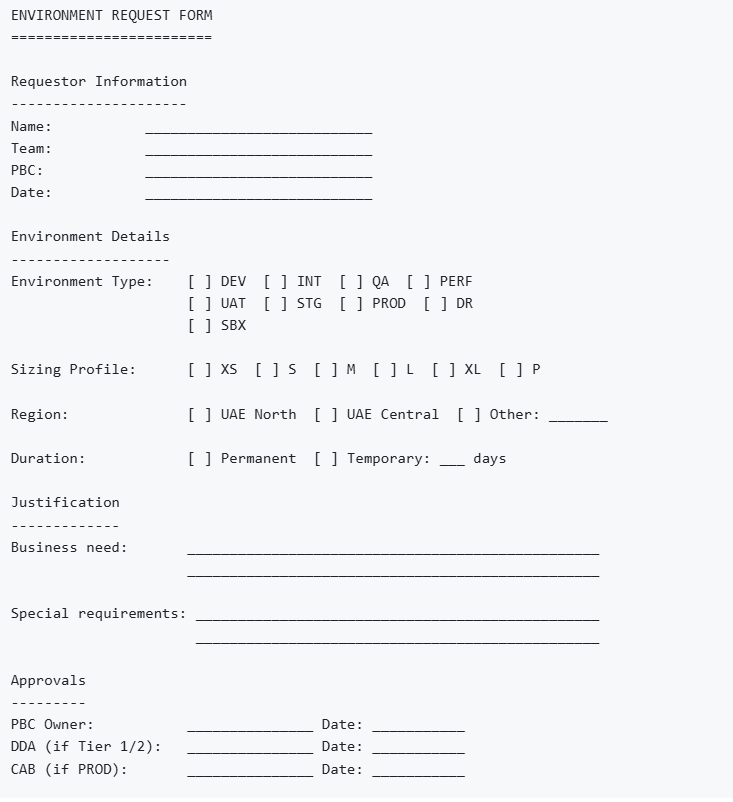 ENVIRONMENT REQUEST FORM
========================
Requestor Information
---------------------
Name:           ___________________________
Team:           ___________________________
PBC:            ___________________________
Date:           ___________________________
Environment Details
-------------------
Environment Type:    [ ] DEV  [ ] INT  [ ] QA  [ ] PERF
                     [ ] UAT  [ ] STG  [ ] PROD  [ ] DR
                     [ ] SBX
Sizing Profile:      [ ] XS  [ ] S  [ ] M  [ ] L  [ ] XL  [ ] P
Region:              [ ] UAE North  [ ] UAE Central  [ ] Other: _______
Duration:            [ ] Permanent  [ ] Temporary: ___ days
Justification
-------------
Business need:       _________________________________________________
                     _________________________________________________
Special requirements: ________________________________________________
                      ________________________________________________
Approvals
---------
PBC Owner:           _______________ Date: ___________
DDA (if Tier 1/2):   _______________ Date: ___________
CAB (if PROD):       _______________ Date: ___________